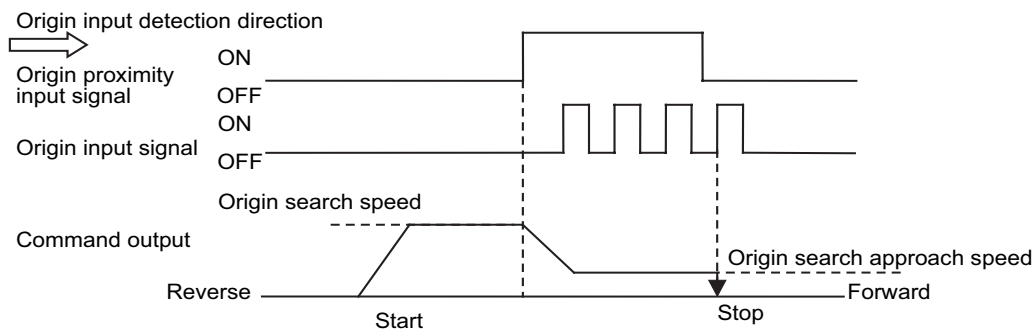 Origin input detection direction
ON
Origin proximity
input signal
OFF
ON
Origin input signal
OFF
Origin search speed
Command output
Origin search approach speed
Reverse
Forward
Start
Stop